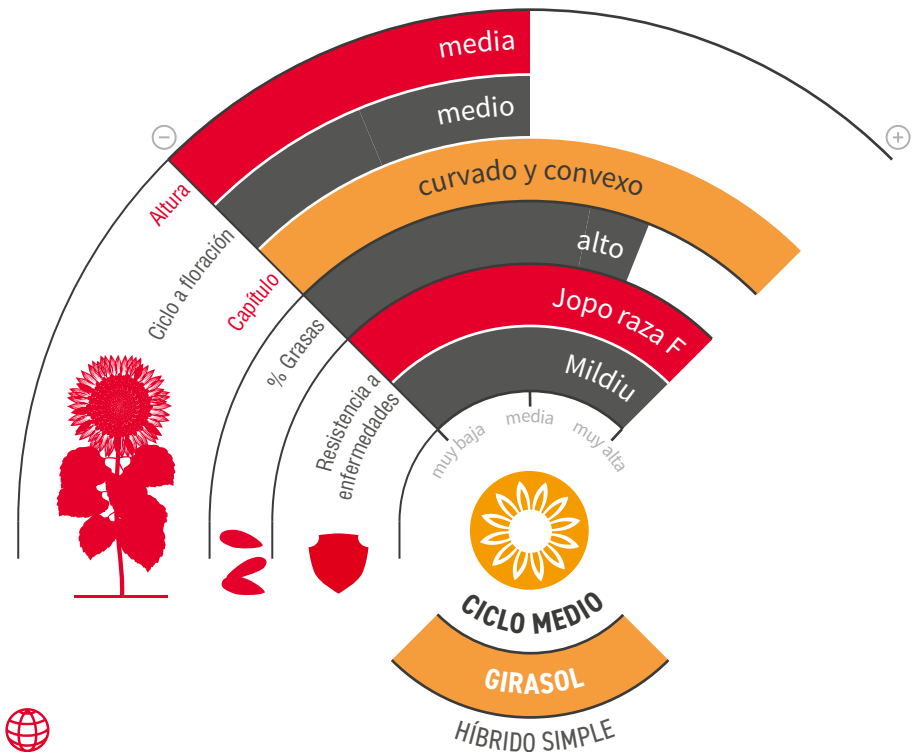 media
medio
curvado y convexo
alto
Jopo raza F
Mildiu
−
+
Altura
Ciclo a floración
Capítulo
% Grasas
Resistencia a
enfermedades
muy baja
media
muy alta
CICLO MEDIO
GIRASOL
HÍBRIDO SIMPLE